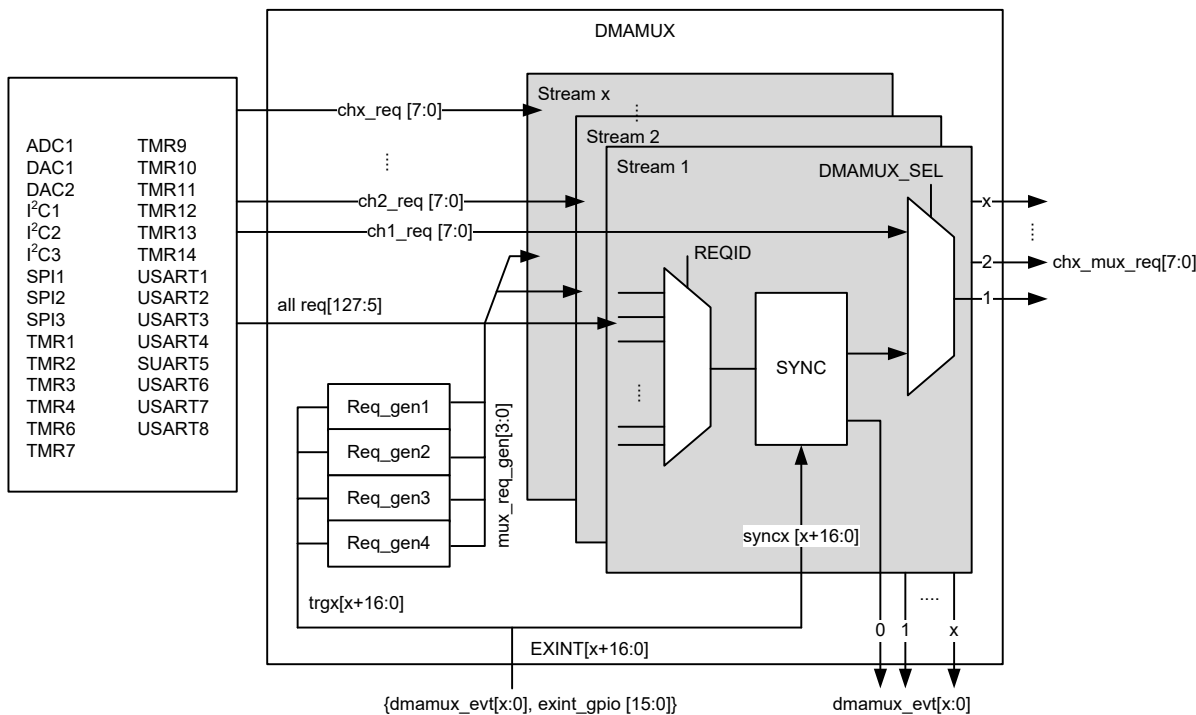 DMAMUX
Stream x
chx_req [7:0]
ADC1
DAC1
DAC2
I²C1
I²C2
I²C3
SPI1
SPI2
SPI3
TMR1
TMR2
TMR3
TMR4
TMR6
TMR7
TMR9
TMR10
TMR11
TMR12
TMR13
TMR14
USART1
USART2
USART3
USART4
SUART5
USART6
USART7
USART8
Stream 2
Stream 1
DMAMUX_SEL
ch2_req [7:0]
ch1_req [7:0]
x
2
1
chx_mux_req[7:0]
REQID
all req[127:5]
SYNC
Req_gen1
Req_gen2
Req_gen3
Req_gen4
mux_req_gen[3:0]
syncx [x+16:0]
trgx[x+16:0]
....
0 1 x
EXINT[x+16:0]
{dmamux_evt[x:0], exint_gpio [15:0]}
dmamux_evt[x:0]